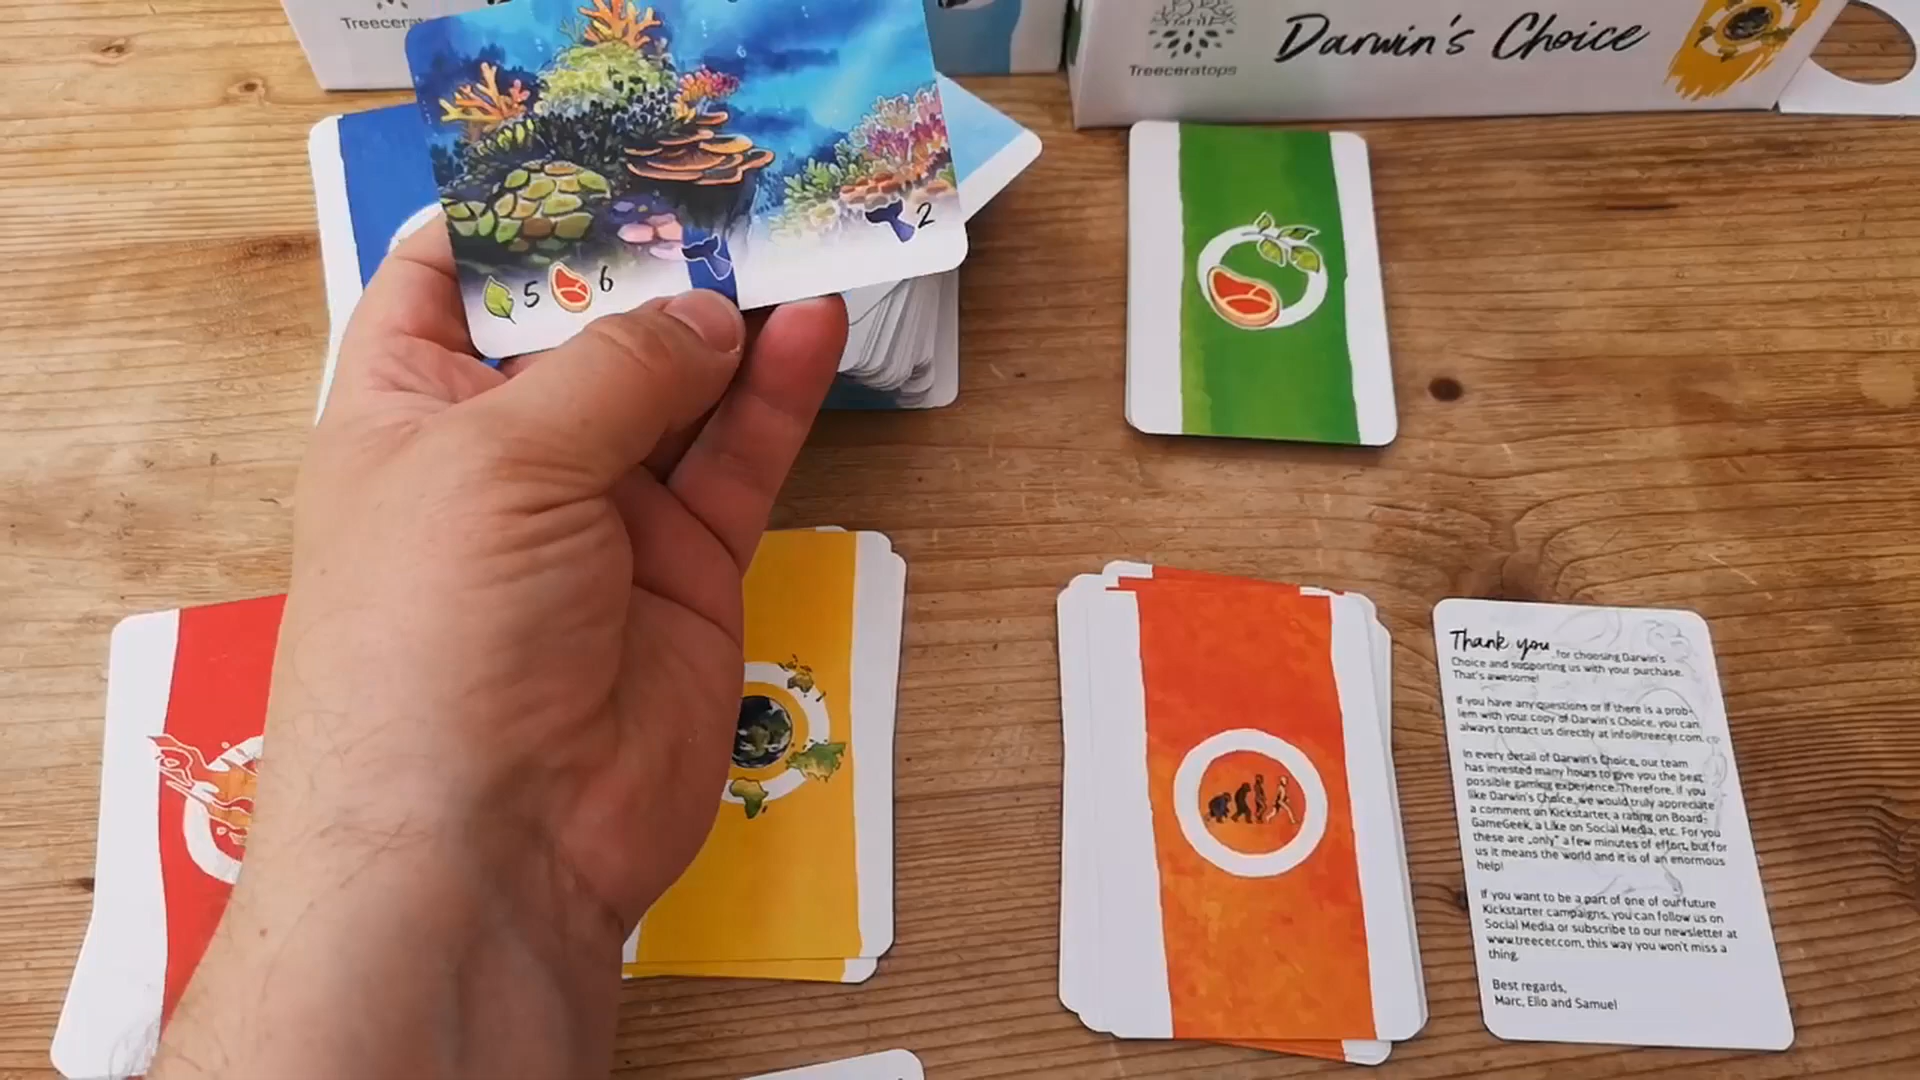 Treeceratops
Darwin's Choice
5 6
2
Thank you for choosing Darwin's
Choice and supporting us with your purchase.
That's awesome!
If you have any questions or if there is a prob-
lem with your copy of Darwin's Choice, you can
always contact us directly at info@treecer.com.
In every detail of Darwin's Choice, our team
has invested many hours to give you the best
possible gaming experience. Therefore, if you
like Darwin's Choice, we would truly appreciate
a comment on Kickstarter, a rating on Board-
GameGeek, a Like on Social Media, etc. For you
these are „only" a few minutes of effort, but for
us it means the world and it is of an enormous
help!
If you want to be a part of one of our future
Kickstarter campaigns, you can follow us on
Social Media or subscribe to our newsletter at
www.treecer.com, this way you won't miss a
thing.
Best regards,
Marc, Elio and Samuel